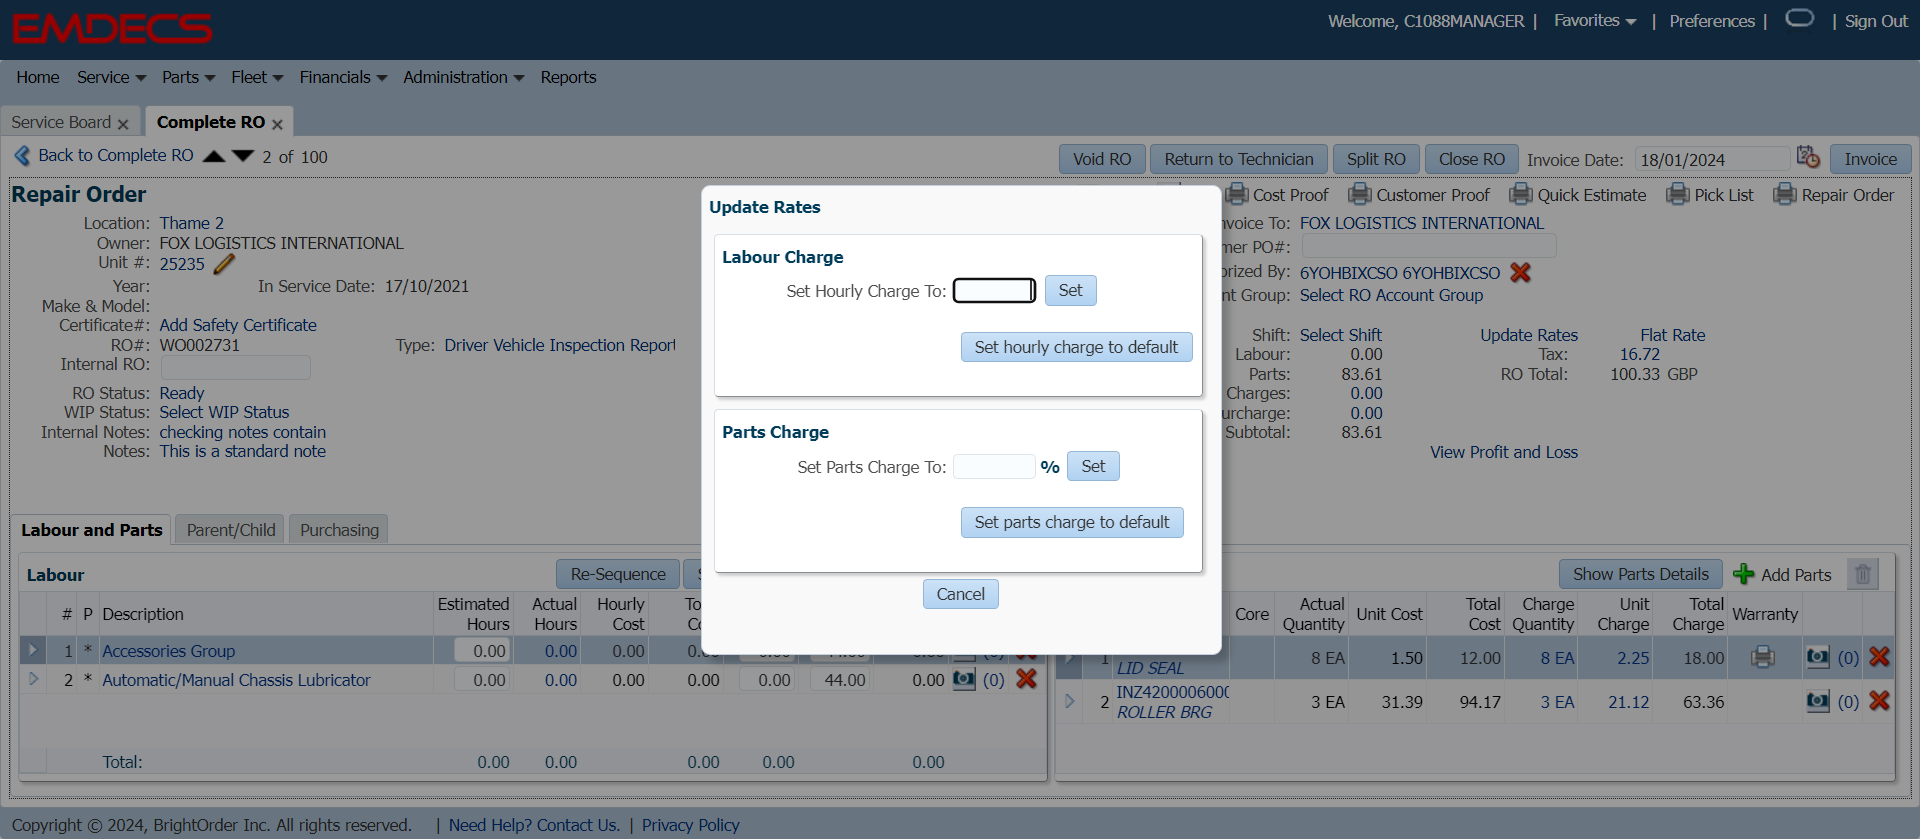 EMDECS
Welcome, C1088MANAGER | Favorites | Preferences | | Sign Out
Home Service Parts Fleet Financials Administration Reports
Service Board Complete RO
Back to Complete RO 2 of 100 Void RO Return to Technician Split RO Close RO Invoice Date: 18/01/2024 Invoice
Repair Order
Cost Proof Customer Proof Quick Estimate Pick List Repair Order
Location: Thame 2
Owner: FOX LOGISTICS INTERNATIONAL
Unit #: 25235
Year: In Service Date: 17/10/2021
Make & Model:
Certificate#: Add Safety Certificate
RO#: WO002731 Type: Driver Vehicle Inspection Report
Internal RO:
RO Status: Ready
WIP Status: Select WIP Status
Internal Notes: checking notes contain
Notes: This is a standard note
Update Rates
Labour Charge
Set Hourly Charge To: Set
Set hourly charge to default
Parts Charge
Set Parts Charge To: % Set
Set parts charge to default
Cancel
nvoice To: FOX LOGISTICS INTERNATIONAL
mer PO#:
orized By: 6YOHBIXCSO 6YOHBIXCSO
nt Group: Select RO Account Group
Shift: Select Shift Update Rates Flat Rate
Labour: 0.00 Tax: 16.72
Parts: 83.61 RO Total: 100.33 GBP
Charges: 0.00
urcharge: 0.00
Subtotal: 83.61
View Profit and Loss
Labour and Parts Parent/Child Purchasing
Labour Re-Sequence
# P Description Estimated Hours Actual Hours Hourly Cost
1 * Accessories Group 0.00 0.00 0.00
2 * Automatic/Manual Chassis Lubricator 0.00 0.00 0.00 0.00 0.00 44.00 0.00 (0)
Total: 0.00 0.00 0.00 0.00 0.00
Show Parts Details Add Parts
Core Actual Quantity Unit Cost Total Cost Charge Quantity Unit Charge Total Charge Warranty
1 LID SEAL 8 EA 1.50 12.00 8 EA 2.25 18.00 (0)
2 INZ420000600 3 EA 31.39 94.17 3 EA 21.12 63.36 (0)
ROLLER BRG
Copyright © 2024, BrightOrder Inc. All rights reserved. | Need Help? Contact Us. | Privacy Policy